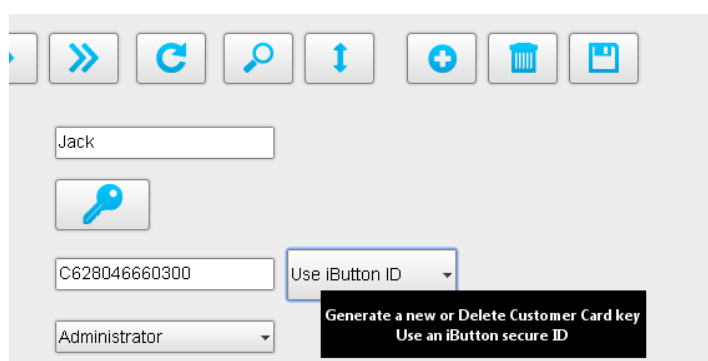 Jack
C628046660300
Use iButton ID
Generate a new or Delete Customer Card key
Use an iButton secure ID
Administrator